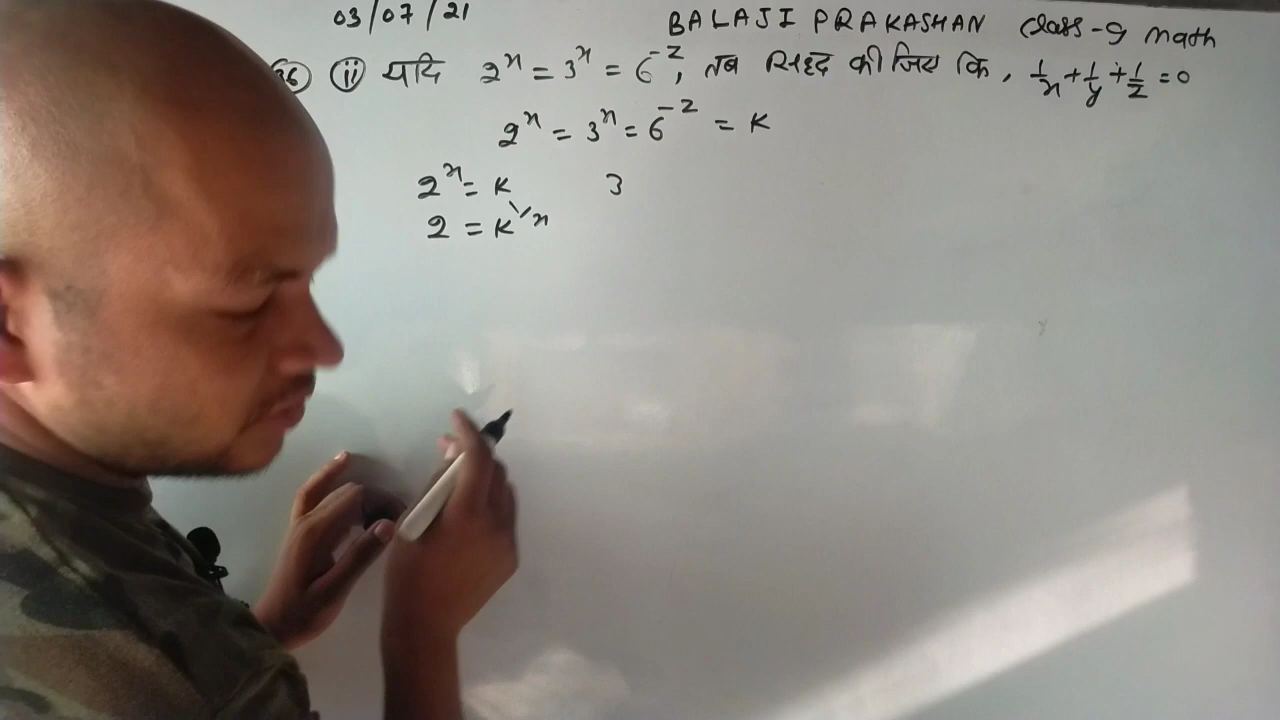 03/07/21 BALAJI PRAKASHAN Class-9 Math
36 ii यदि 2^x = 3^x = 6^-z, तब सिद्ध कीजिय कि, 1/x + 1/y + 1/z = 0
2^x = 3^x = 6^-z = K
2^x = K 3
2 = K^1/x